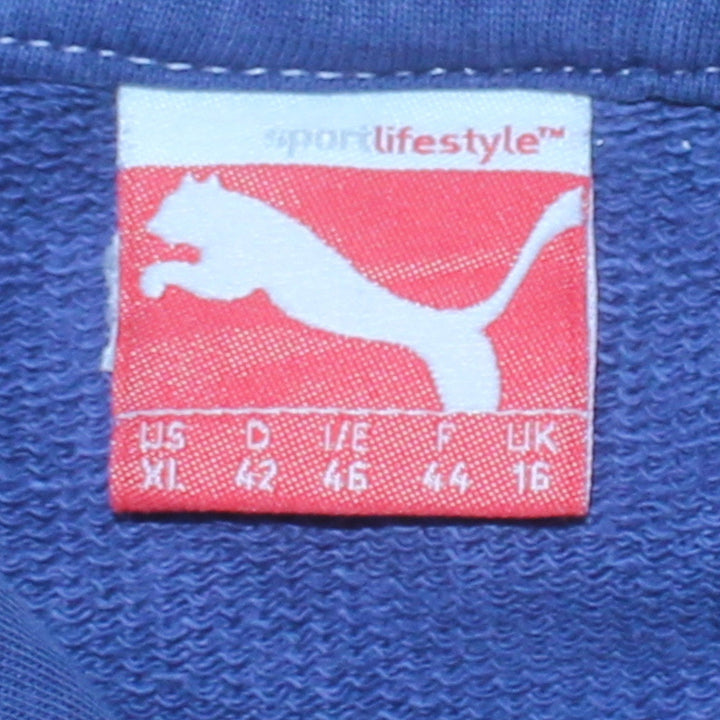 sportlifestyle™
US D I/E F UK
XL 42 46 44 16